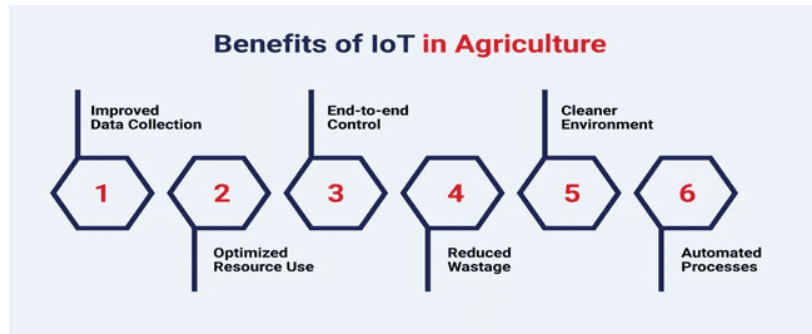 Benefits of IoT in Agriculture
Improved
Data Collection
End-to-end
Control
Cleaner
Environment
1
2
3
4
5
6
Optimized
Resource Use
Reduced
Wastage
Automated
Processes